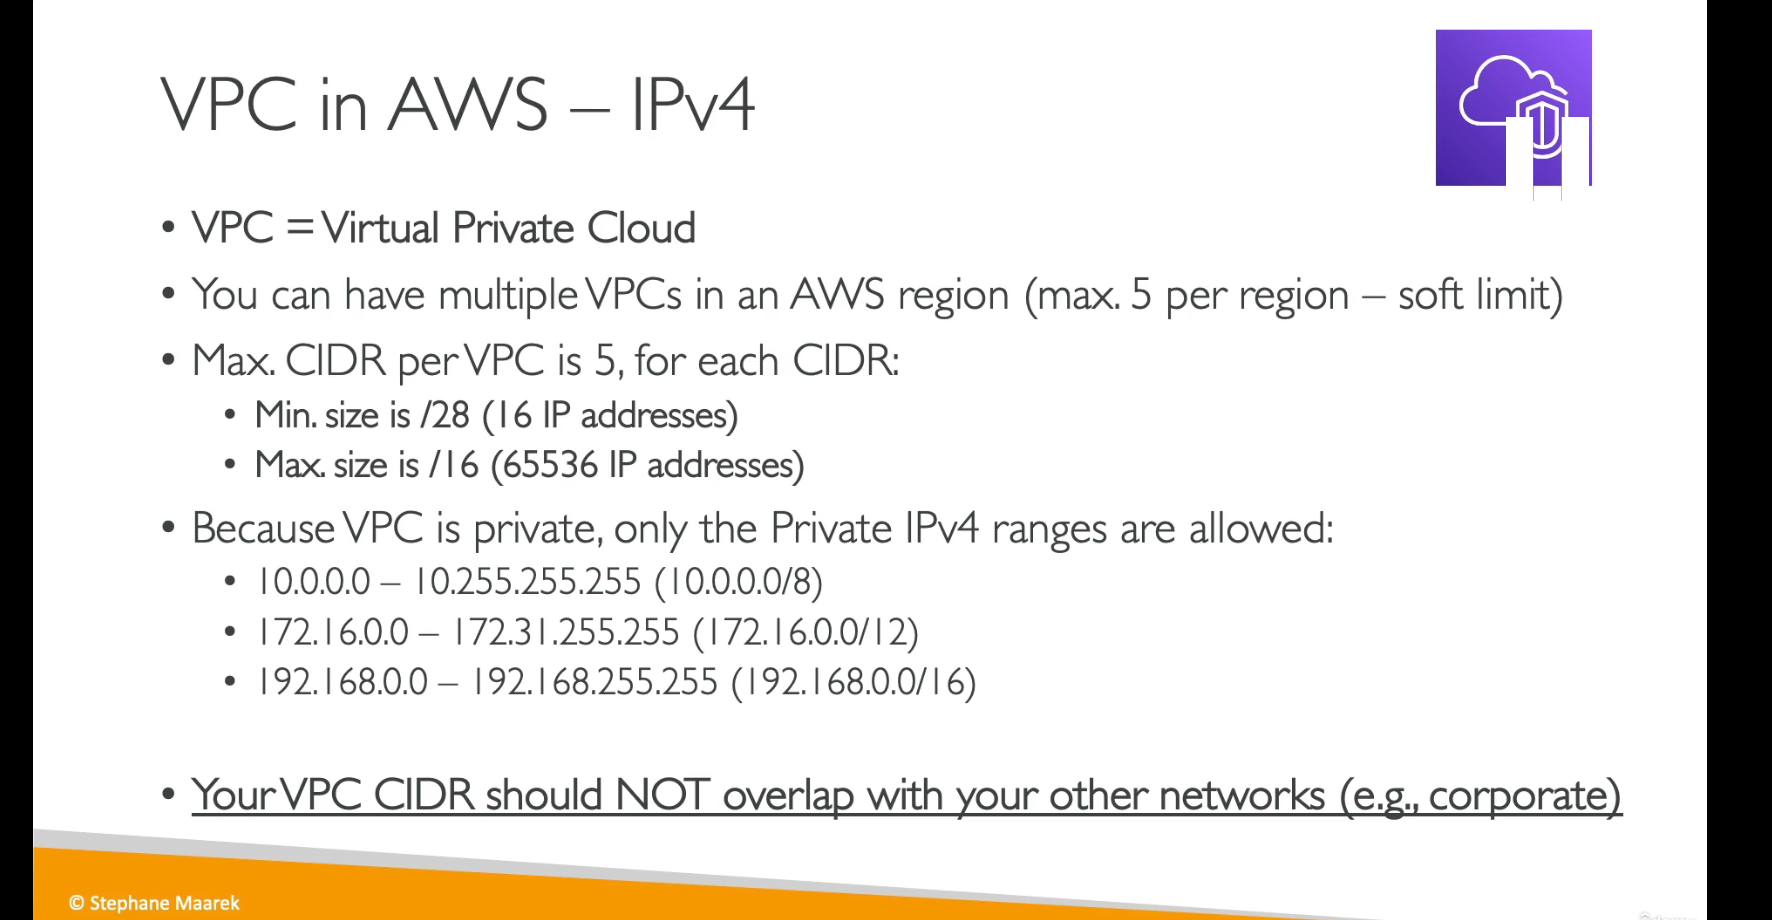 VPC in AWS – IPv4
• VPC = Virtual Private Cloud
• You can have multiple VPCs in an AWS region (max. 5 per region – soft limit)
• Max. CIDR per VPC is 5, for each CIDR:
• Min. size is /28 (16 IP addresses)
• Max. size is /16 (65536 IP addresses)
• Because VPC is private, only the Private IPv4 ranges are allowed:
• 10.0.0.0 – 10.255.255.255 (10.0.0.0/8)
• 172.16.0.0 – 172.31.255.255 (172.16.0.0/12)
• 192.168.0.0 – 192.168.255.255 (192.168.0.0/16)
• Your VPC CIDR should NOT overlap with your other networks (e.g., corporate)
© Stephane Maarek